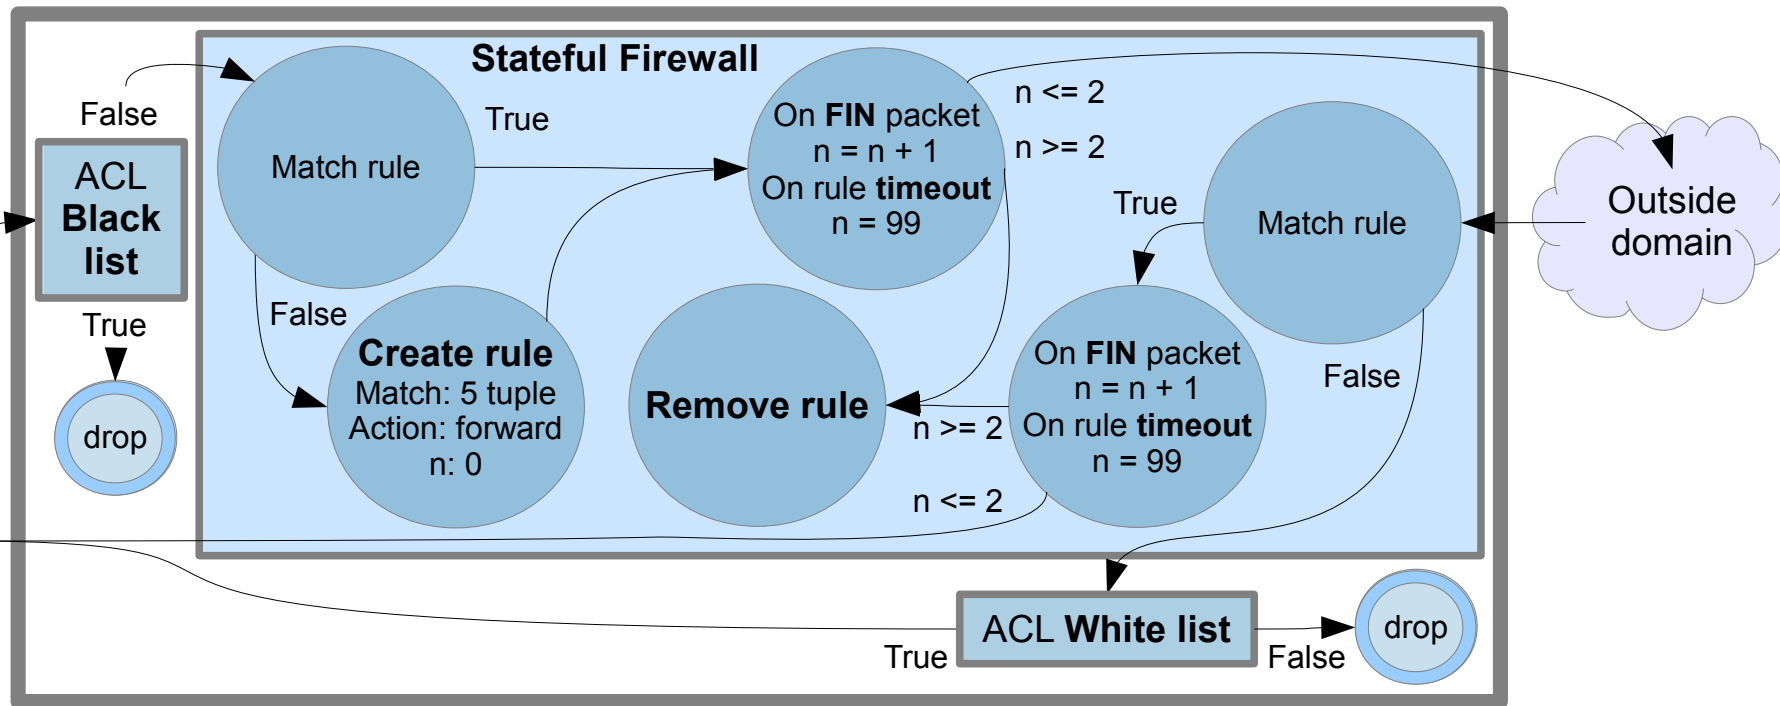 Stateful Firewall
False
ACL
Black
list
True
drop
Match rule
True
False
Create rule
Match: 5 tuple
Action: forward
n: 0
On FIN packet
n = n + 1
On rule timeout
n = 99
n <= 2
n >= 2
Remove rule
True
Match rule
Outside
domain
On FIN packet
n = n + 1
On rule timeout
n = 99
n >= 2
n <= 2
False
ACL White list
True
False
drop